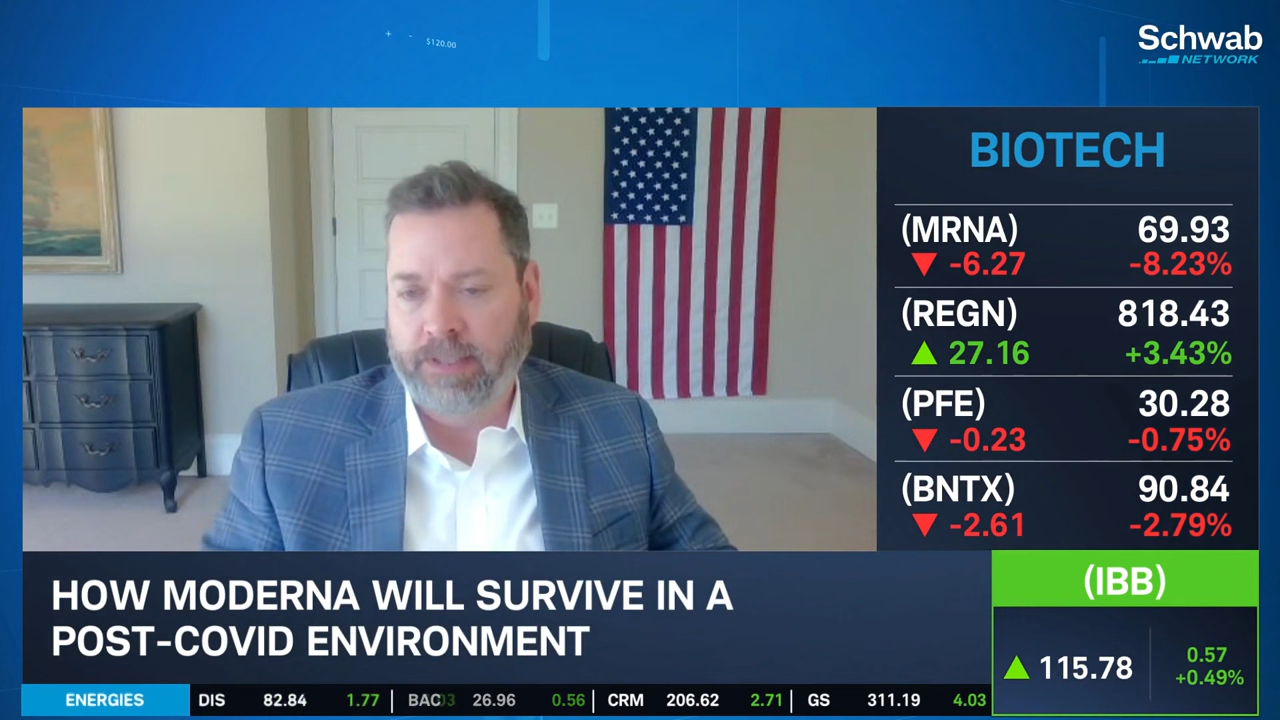 + - $120.00
Schwab
NETWORK
BIOTECH
(MRNA) 69.93
▼ -6.27 -8.23%
(REGN) 818.43
▲ 27.16 +3.43%
(PFE) 30.28
▼ -0.23 -0.75%
(BNTX) 90.84
▼ -2.61 -2.79%
HOW MODERNA WILL SURVIVE IN A
POST-COVID ENVIRONMENT
(IBB)
▲ 115.78 0.57
+0.49%
ENERGIES DIS 82.84 1.77 BAC 26.96 0.56 CRM 206.62 2.71 GS 311.19 4.03